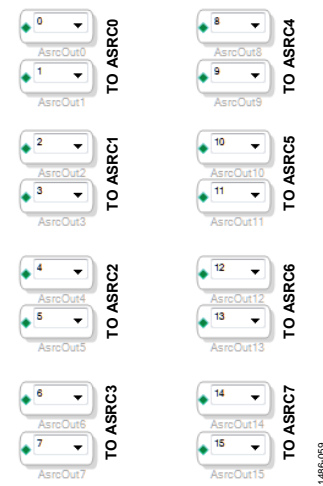 0
AsrcOut0
1
AsrcOut1
TO ASRC0
2
AsrcOut2
3
AsrcOut3
TO ASRC1
4
AsrcOut4
5
AsrcOut5
TO ASRC2
6
AsrcOut6
7
AsrcOut7
TO ASRC3
8
AsrcOut8
9
AsrcOut9
TO ASRC4
10
AsrcOut10
11
AsrcOut11
TO ASRC5
12
AsrcOut12
13
AsrcOut13
TO ASRC6
14
AsrcOut14
15
AsrcOut15
TO ASRC7